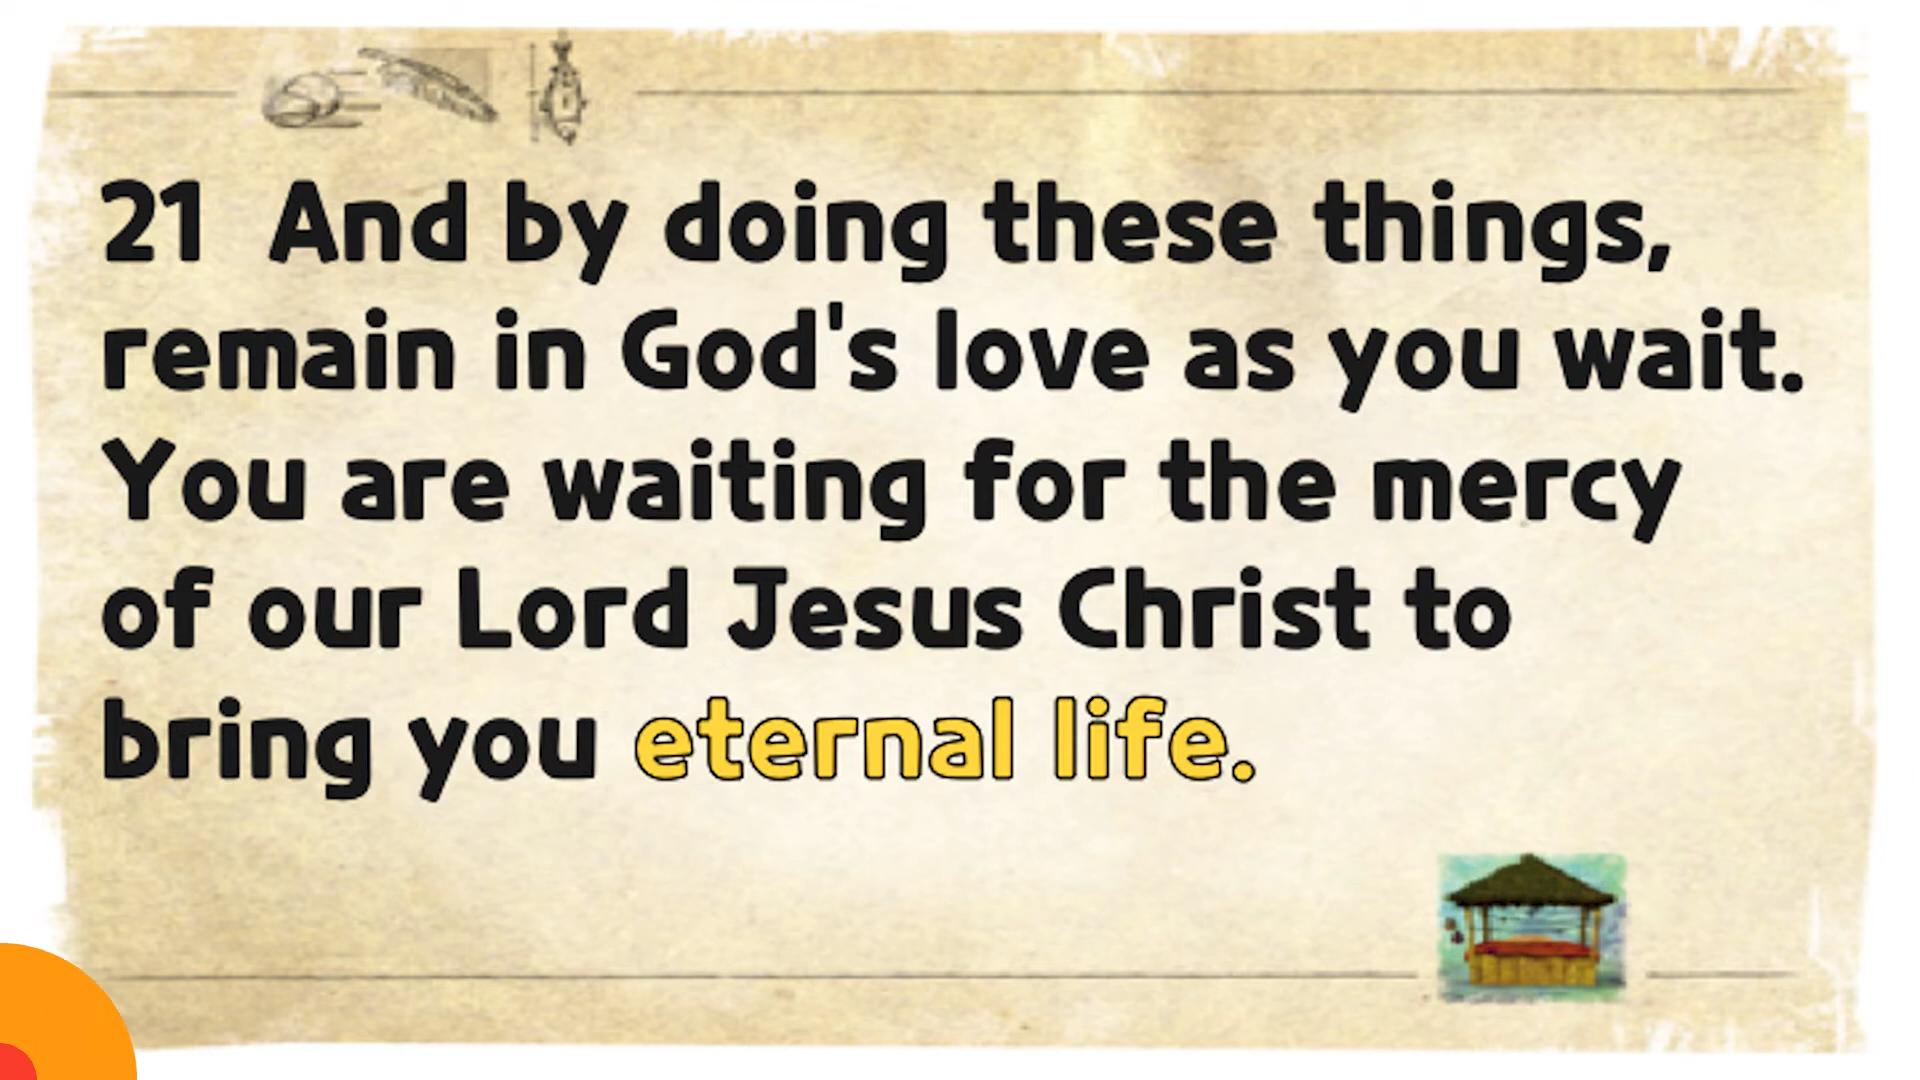 21 And by doing these things,
remain in God's love as you wait.
You are waiting for the mercy
of our Lord Jesus Christ to
bring you eternal life.